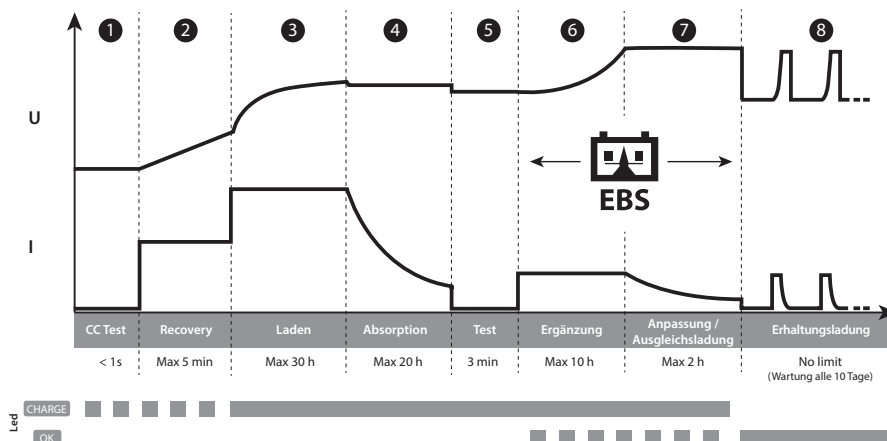 1 2 3 4 5 6 7 8
U
EBS
I
CC Test Recovery Laden Absorption Test Ergänzung Anpassung / Ausgleichsladung Erhaltungsladung
< 1s Max 5 min Max 30 h Max 20 h 3 min Max 10 h Max 2 h No limit
(Wartung alle 10 Tage)
Led
CHARGE
OK